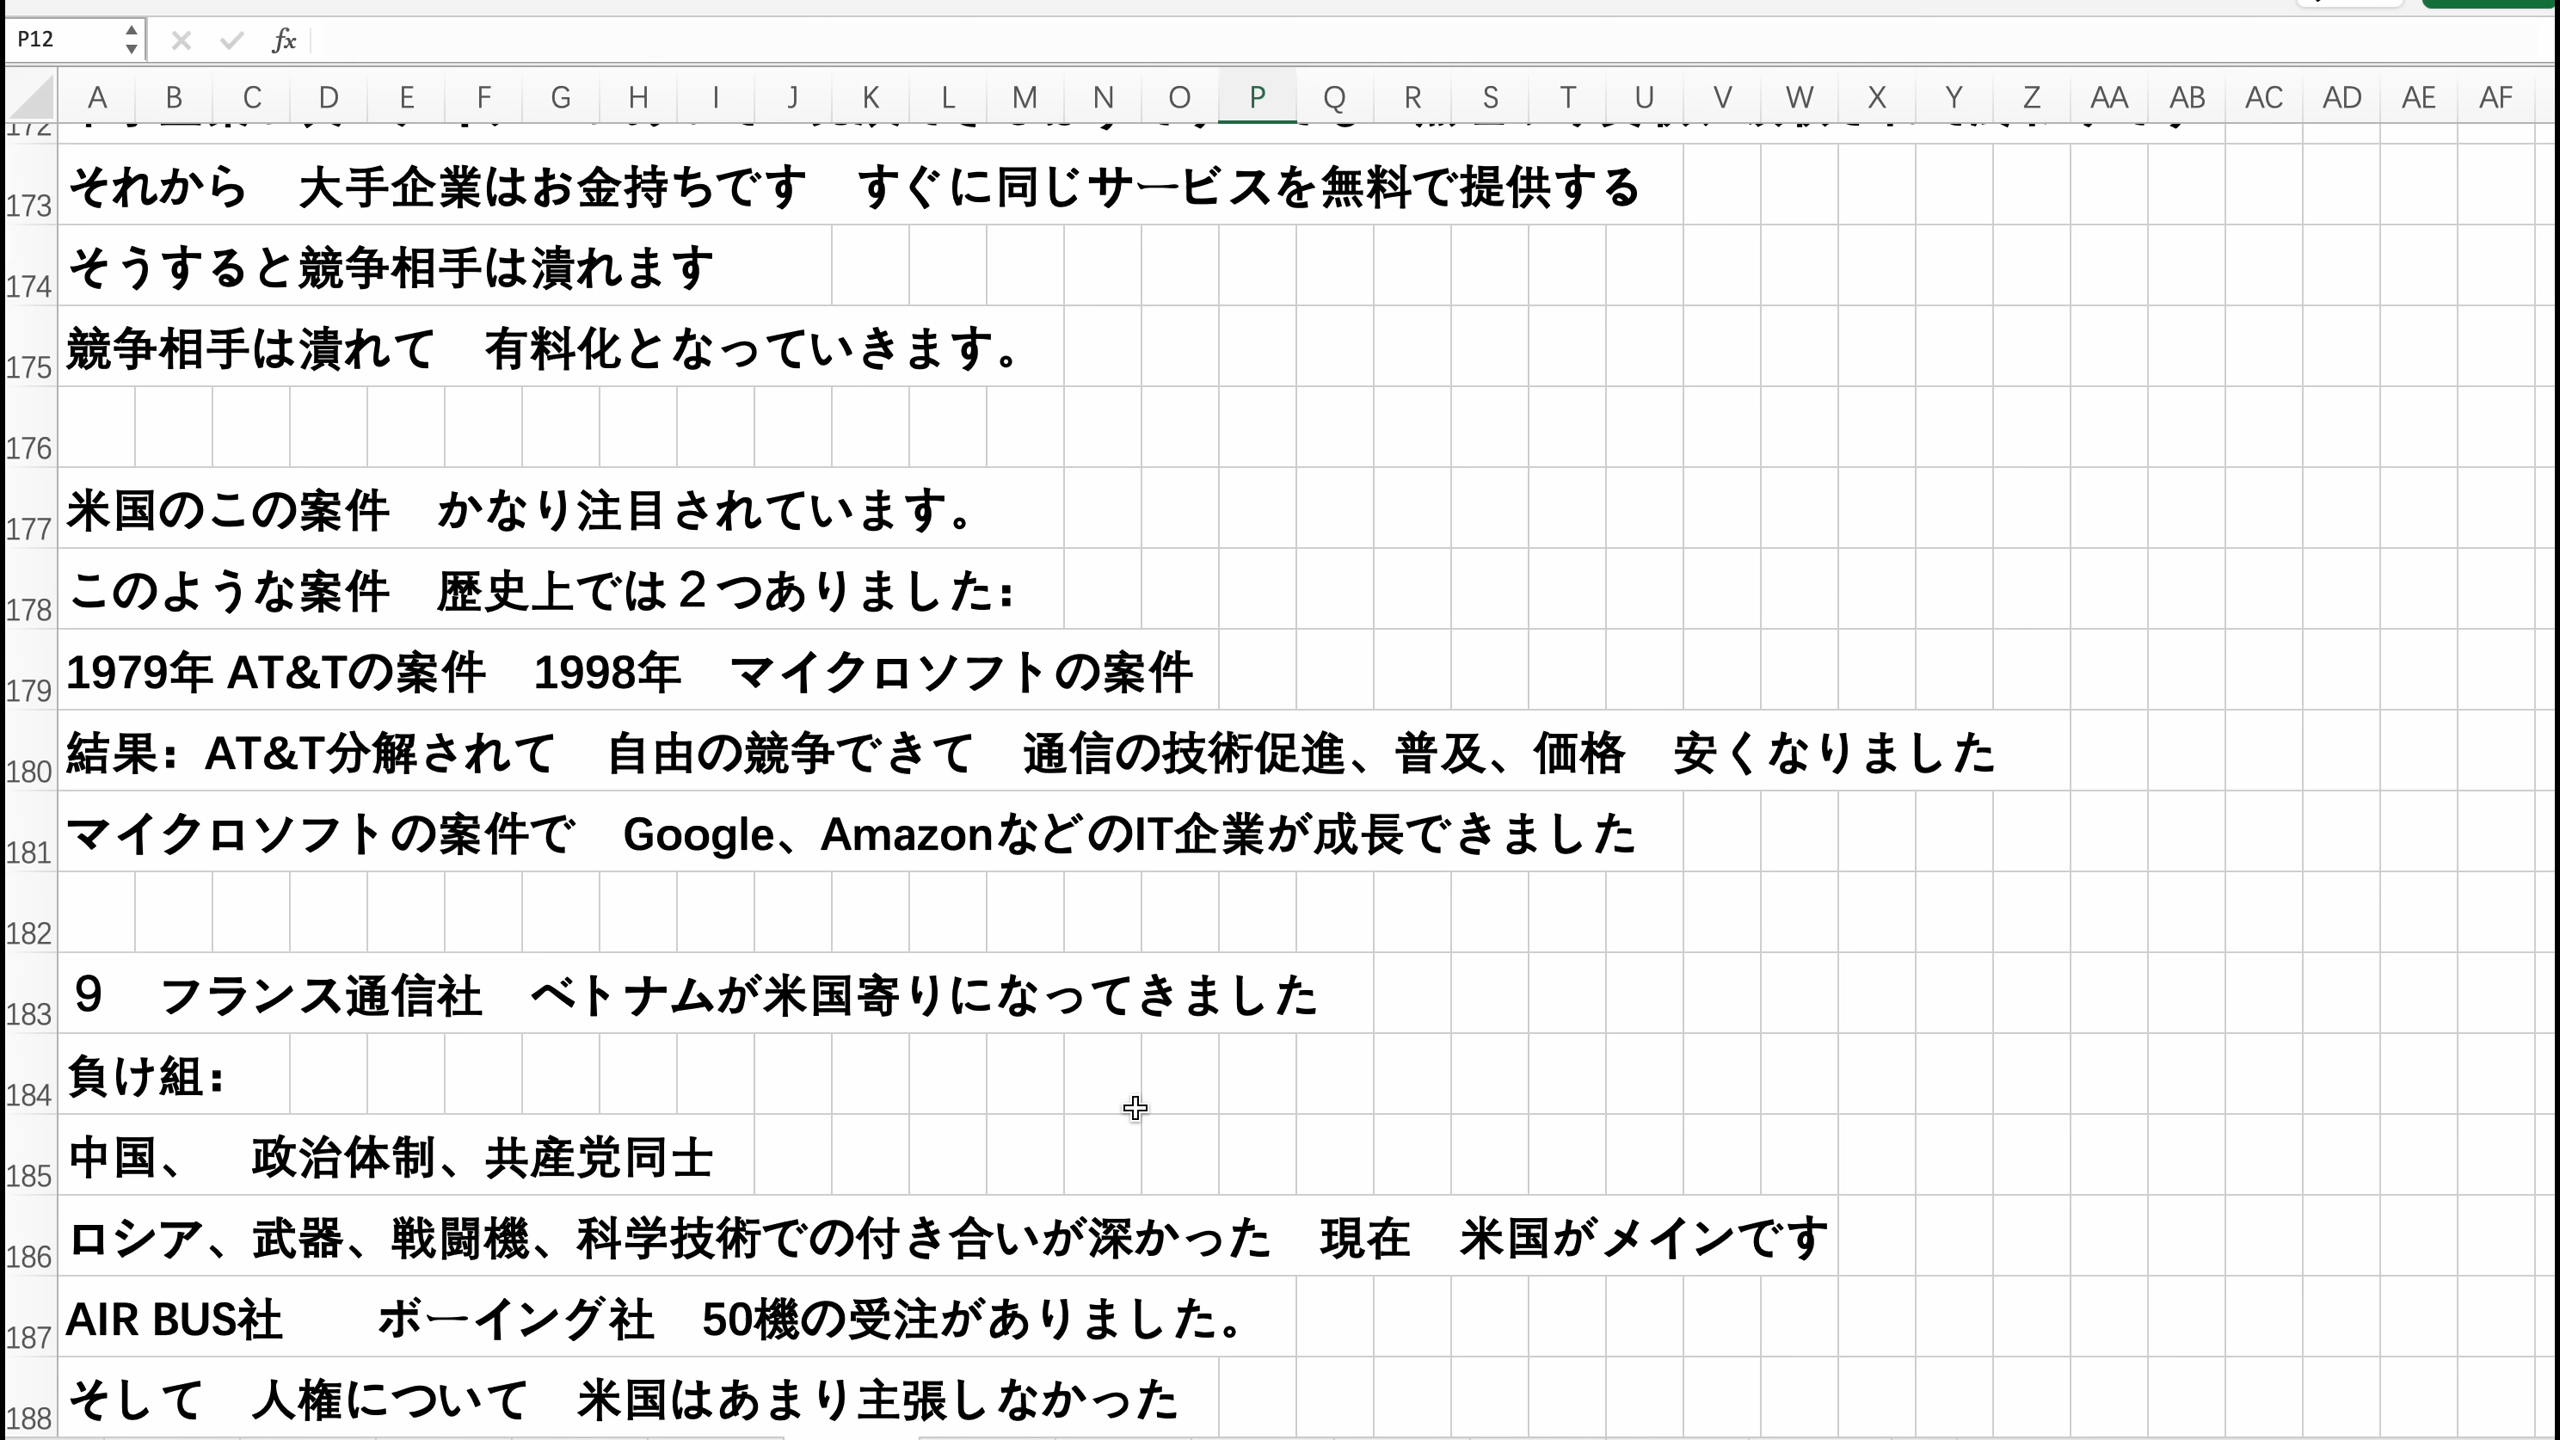 P12
fx
A B C D E F G H I J K L M N O P Q R S T U V W X Y Z AA AB AC AD AE AF
172
173 それから　大手企業はお金持ちです　すぐに同じサービスを無料で提供する
174 そうすると競争相手は潰れます
175 競争相手は潰れて　有料化となっていきます。
176
177 米国のこの案件　かなり注目されています。
178 このような案件　歴史上では２つありました：
179 1979年 AT&Tの案件　1998年　マイクロソフトの案件
180 結果：AT&T分解されて　自由の競争できて　通信の技術促進、普及、価格　安くなりました
181 マイクロソフトの案件で　Google、AmazonなどのIT企業が成長できました
182
183 ９　フランス通信社　ベトナムが米国寄りになってきました
184 負け組：
185 中国、　政治体制、共産党同士
186 ロシア、武器、戦闘機、科学技術での付き合いが深かった　現在　米国がメインです
187 AIR BUS社　　ボーイング社　50機の受注がありました。
188 そして　人権について　米国はあまり主張しなかった